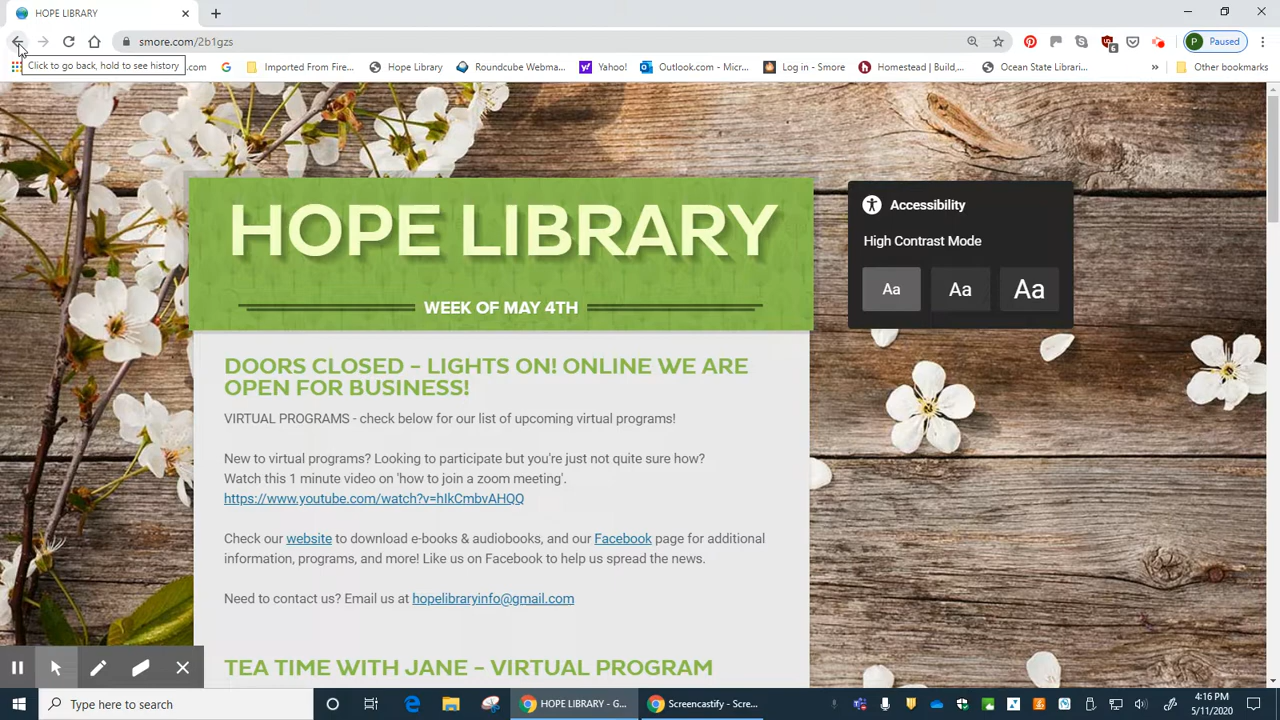 HOPE LIBRARY
smore.com/2b1gzs
6
P
Paused
Click to go back, hold to see history
.com
Imported From Fire...
Hope Library
Roundcube Webma...
Yahoo!
Outlook.com - Micr...
Log in - Smore
Homestead | Build,...
Ocean State Librari...
»
Other bookmarks
HOPE LIBRARY
WEEK OF MAY 4TH
Accessibility
High Contrast Mode
Aa Aa Aa
DOORS CLOSED - LIGHTS ON! ONLINE WE ARE
OPEN FOR BUSINESS!
VIRTUAL PROGRAMS - check below for our list of upcoming virtual programs!
New to virtual programs? Looking to participate but you're just not quite sure how?
Watch this 1 minute video on 'how to join a zoom meeting'.
https://www.youtube.com/watch?v=hIkCmbvAHQQ
Check our website to download e-books & audiobooks, and our Facebook page for additional
information, programs, and more! Like us on Facebook to help us spread the news.
Need to contact us? Email us at hopelibraryinfo@gmail.com
TEA TIME WITH JANE - VIRTUAL PROGRAM
Type here to search
HOPE LIBRARY - G...
Screencastify - Scre...
4:16 PM
5/11/2020